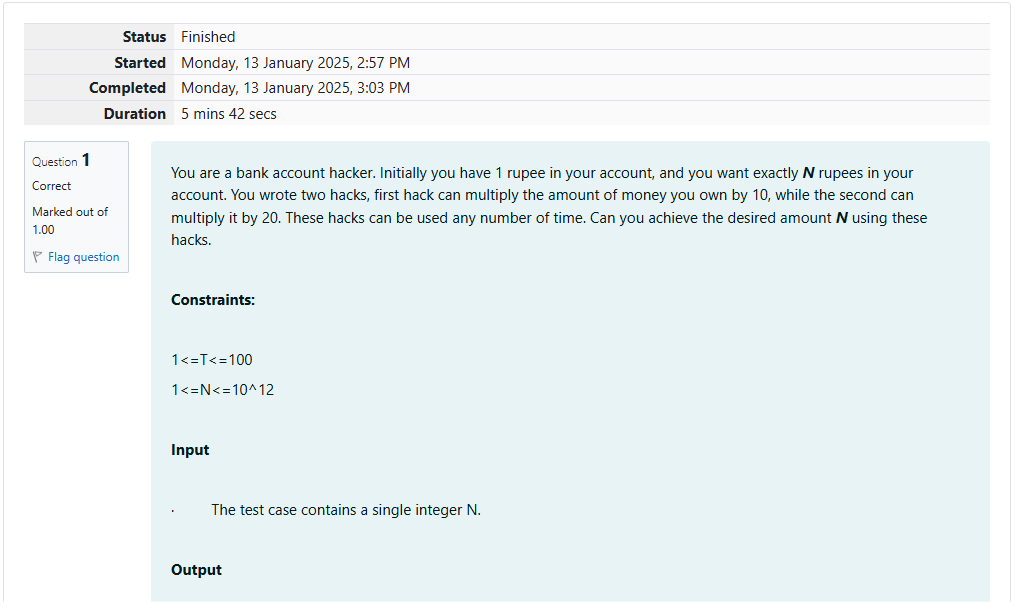 Status Finished
Started Monday, 13 January 2025, 2:57 PM
Completed Monday, 13 January 2025, 3:03 PM
Duration 5 mins 42 secs
Question 1
Correct
Marked out of
1.00
Flag question
You are a bank account hacker. Initially you have 1 rupee in your account, and you want exactly N rupees in your
account. You wrote two hacks, first hack can multiply the amount of money you own by 10, while the second can
multiply it by 20. These hacks can be used any number of time. Can you achieve the desired amount N using these
hacks.
Constraints:
1<=T<=100
1<=N<=10^12
Input
· The test case contains a single integer N.
Output